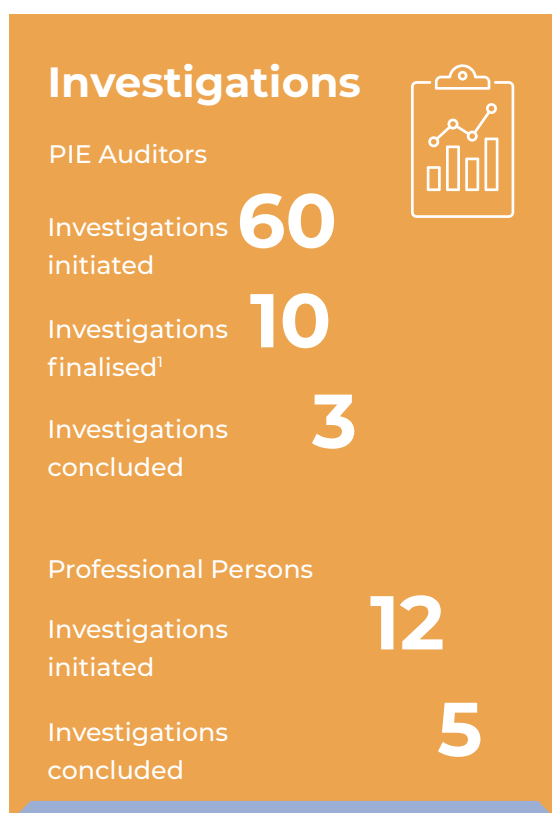 Investigations
PIE Auditors
Investigations 60
initiated
Investigations 10
finalised¹
Investigations 3
concluded
Professional Persons
Investigations 12
initiated
Investigations 5
concluded